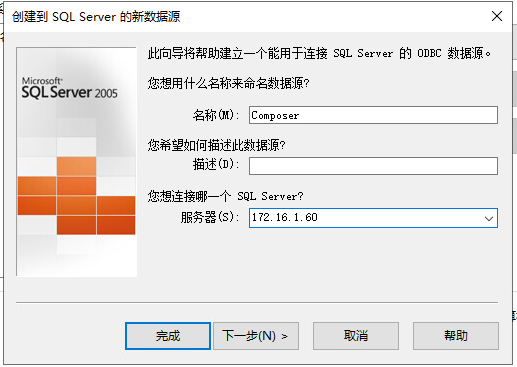 创建到 SQL Server 的新数据源
此向导将帮助建立一个能用于连接 SQL Server 的 ODBC 数据源。
Microsoft®
SQL Server 2005
您想用什么名称来命名数据源?
名称(M): Composer
您希望如何描述此数据源?
描述(D):
您想连接哪一个 SQL Server?
服务器(S): 172.16.1.60
完成 下一步(N) > 取消 帮助